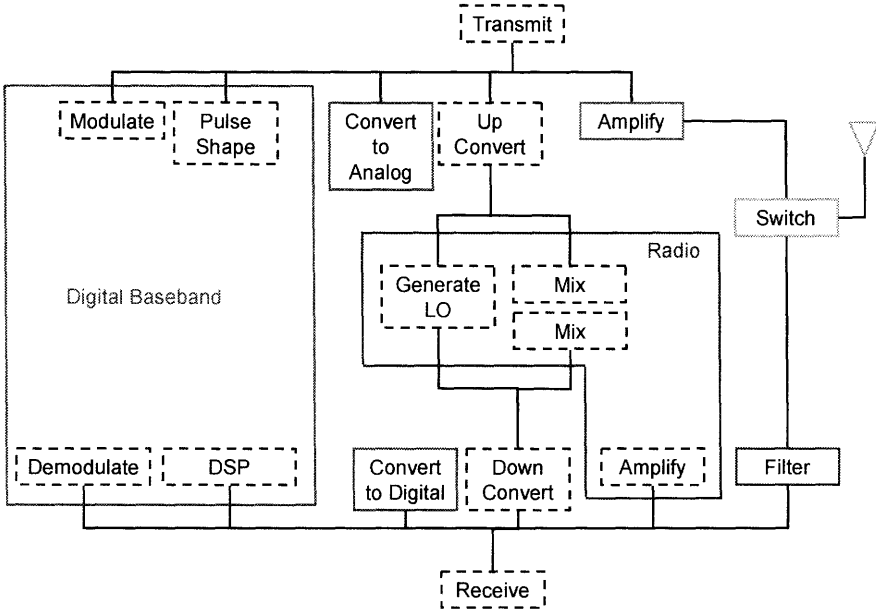 Transmit
Modulate
Pulse
Shape
Convert
to
Analog
Up
Convert
Amplify
Switch
Radio
Digital Baseband
Generate
LO
Mix
Mix
Demodulate
DSP
Convert
to Digital
Down
Convert
Amplify
Filter
Receive